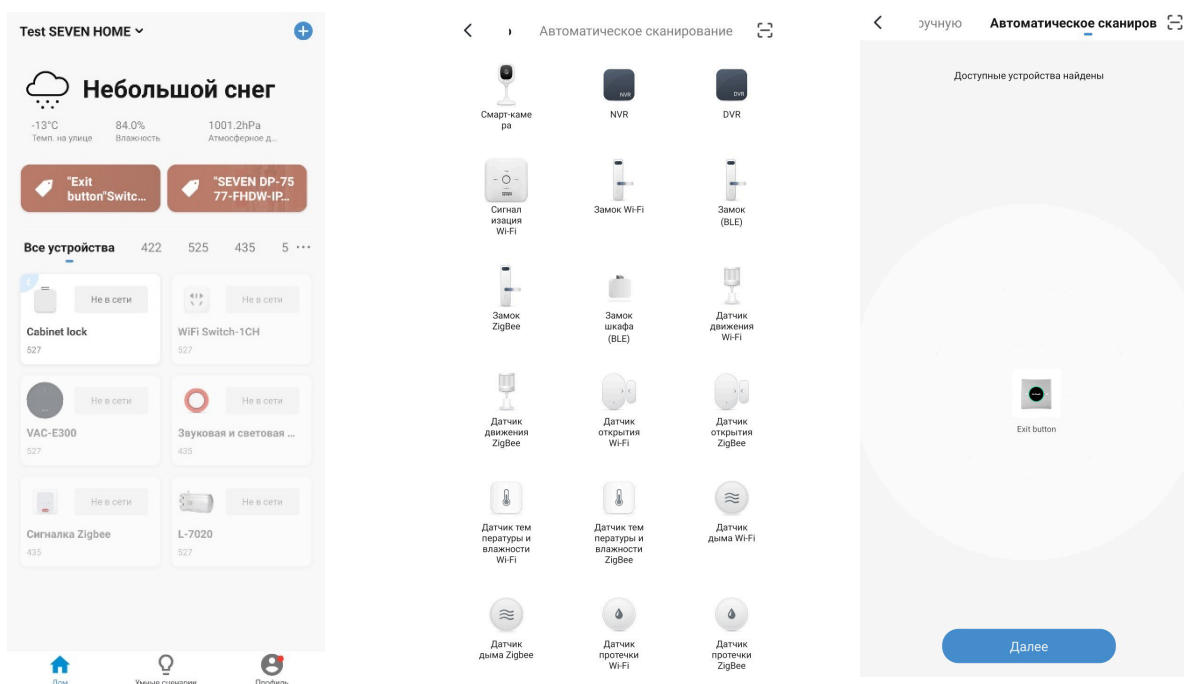 Test SEVEN HOME
Небольшой снег
-13°C 84.0% 1001.2hPa
Темп. на улице Влажность Атмосферное д...
"Exit
button"Switc...
"SEVEN DP-75
77-FHDW-IP...
Все устройства 422 525 435 5 ...
Не в сети
Cabinet lock
527
Не в сети
WiFi Switch-1CH
527
Не в сети
VAC-E300
527
Не в сети
Звуковая и световая ...
435
Не в сети
Сигналка Zigbee
435
Не в сети
L-7020
527
Дом Умные сценарии Профиль
Автоматическое сканирование
Смарт-каме
ра
NVR
NVR
DVR
DVR
Сигнал
изация
Wi-Fi
Замок Wi-Fi
Замок
(BLE)
Замок
ZigBee
Замок
шкафа
(BLE)
Датчик
движения
Wi-Fi
Датчик
движения
ZigBee
Датчик
открытия
Wi-Fi
Датчик
открытия
ZigBee
Датчик тем
пературы и
влажности
Wi-Fi
Датчик тем
пературы и
влажности
ZigBee
Датчик
дыма Wi-Fi
Датчик
дыма Zigbee
Датчик
протечки
Wi-Fi
Датчик
протечки
ZigBee
ручную Автоматическое сканиров
Доступные устройства найдены
Exit button
Далее